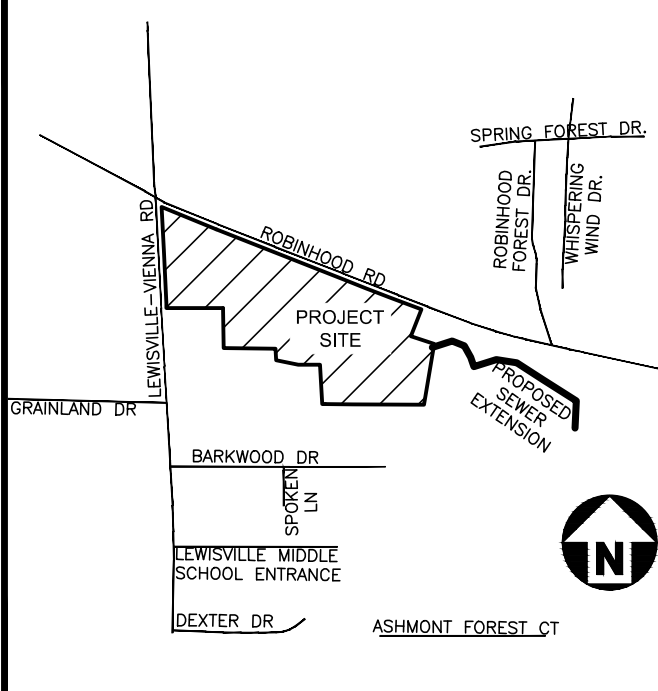 SPRING FOREST DR.
ROBINHOOD
FOREST DR.
WHISPERING
WIND DR.
LEWISVILLE-VIENNA RD
ROBINHOOD RD
PROJECT
SITE
PROPOSED
SEWER
EXTENSION
GRAINLAND DR
BARKWOOD DR
SPOKEN
LN
LEWISVILLE MIDDLE
SCHOOL ENTRANCE
DEXTER DR
ASHMONT FOREST CT
N